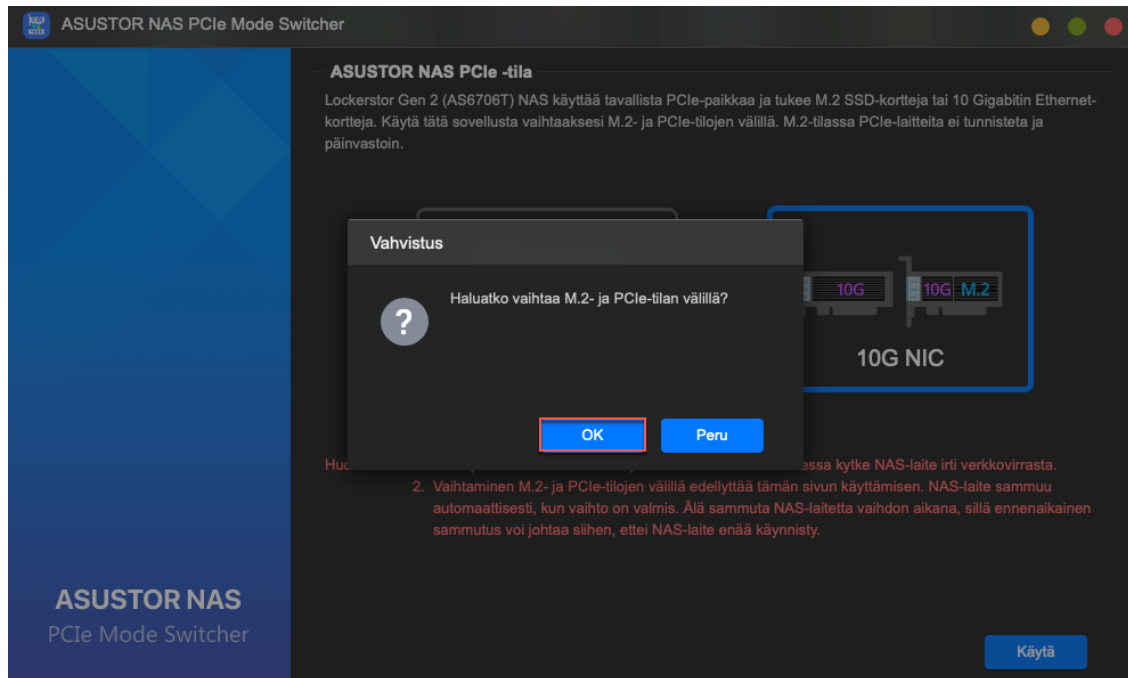 ASUSTOR NAS PCIe Mode Switcher
ASUSTOR NAS PCIe -tila
Lockerstor Gen 2 (AS6706T) NAS käyttää tavallista PCIe-paikkaa ja tukee M.2 SSD-kortteja tai 10 Gigabitin Ethernet-
kortteja. Käytä tätä sovellusta vaihtaaksesi M.2- ja PCIe-tilojen välillä. M.2-tilassa PCIe-laitteita ei tunnisteta ja
päinvastoin.
Vahvistus
Haluatko vaihtaa M.2- ja PCIe-tilan välillä?
OK Peru
10G 10G M.2
10G NIC
kytke NAS-laite irti verkkovirrasta.
2. Vaihtaminen M.2- ja PCIe-tilojen välillä edellyttää tämän sivun käyttämisen. NAS-laite sammuu
automaattisesti, kun vaihto on valmis. Älä sammuta NAS-laitetta vaihdon aikana, sillä ennenaikainen
sammutus voi johtaa siihen, ettei NAS-laite enää käynnisty.
ASUSTOR NAS
PCIe Mode Switcher
Käytä